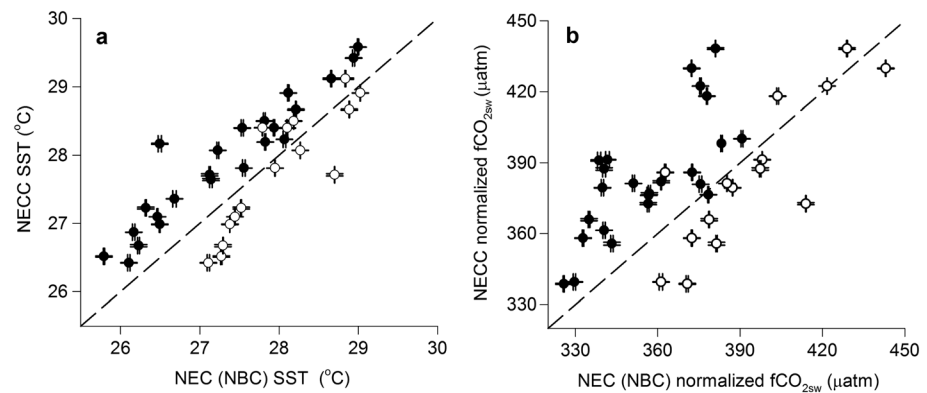 a
30
29
28
27
26
NECC SST (°C)
26 27 28 29 30
NEC (NBC) SST (°C)
b
450
420
390
360
330
NECC normalized fCO₂sw (µatm)
330 360 390 420 450
NEC (NBC) normalized fCO₂sw (µatm)